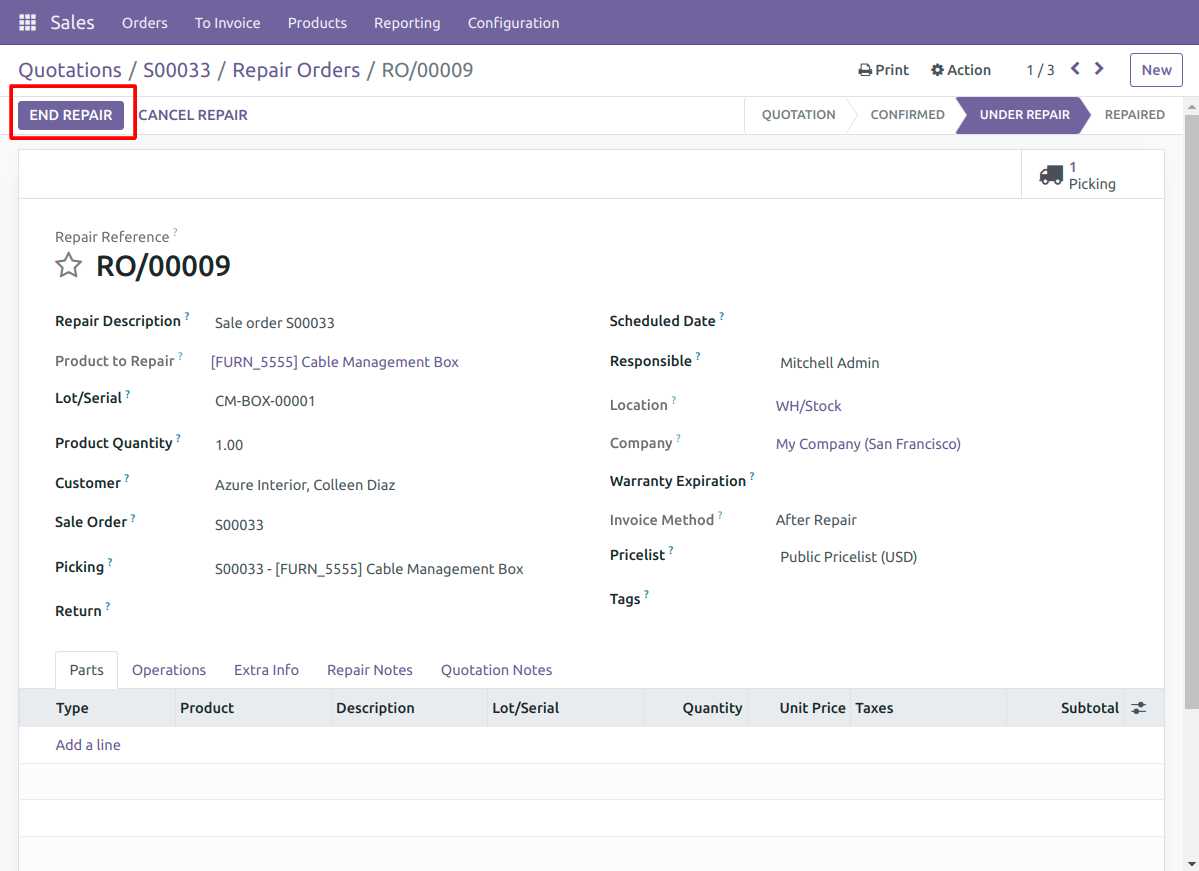 Sales Orders To Invoice Products Reporting Configuration
Quotations / S00033 / Repair Orders / RO/00009 Print Action 1 / 3 New
END REPAIR CANCEL REPAIR QUOTATION CONFIRMED UNDER REPAIR REPAIRED
1
Picking
Repair Reference ?
RO/00009
Repair Description ? Sale order S00033 Scheduled Date ?
Product to Repair ? [FURN_5555] Cable Management Box Responsible ? Mitchell Admin
Lot/Serial ? CM-BOX-00001 Location ? WH/Stock
Product Quantity ? 1.00 Company ? My Company (San Francisco)
Customer ? Azure Interior, Colleen Diaz Warranty Expiration ?
Sale Order ? S00033 Invoice Method ? After Repair
Picking ? S00033 - [FURN_5555] Cable Management Box Pricelist ? Public Pricelist (USD)
Return ? Tags ?
Parts Operations Extra Info Repair Notes Quotation Notes
Type Product Description Lot/Serial Quantity Unit Price Taxes Subtotal
Add a line